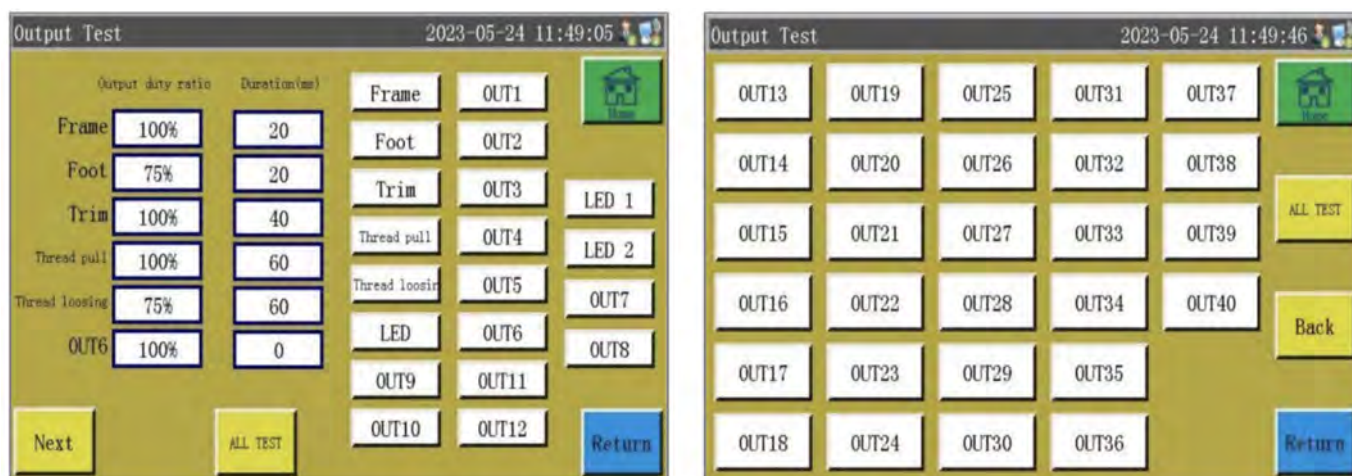 Output Test 2023-05-24 11:49:05
Output duty ratio Duration(ms)
Frame 100% 20
Foot 75% 20
Trim 100% 40
Thread pull 100% 60
Thread loosing 75% 60
OUT6 100% 0
Frame OUT1
Foot OUT2
Trim OUT3
Thread pull OUT4
Thread loosin OUT5
LED OUT6
OUT9 OUT11
OUT10 OUT12
Home
LED 1
LED 2
OUT7
OUT8
Next ALL TEST Return
Output Test 2023-05-24 11:49:46
OUT13 OUT19 OUT25 OUT31 OUT37
OUT14 OUT20 OUT26 OUT32 OUT38
OUT15 OUT21 OUT27 OUT33 OUT39
OUT16 OUT22 OUT28 OUT34 OUT40
OUT17 OUT23 OUT29 OUT35
OUT18 OUT24 OUT30 OUT36
Home
ALL TEST
Back
Return